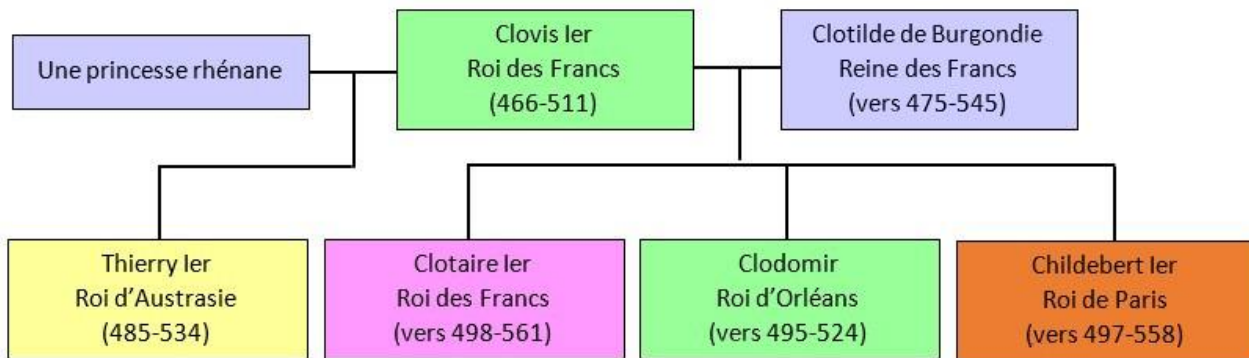 Une princesse rhénane
Clovis Ier
Roi des Francs
(466-511)
Clotilde de Burgondie
Reine des Francs
(vers 475-545)
Thierry Ier
Roi d’Austrasie
(485-534)
Clotaire Ier
Roi des Francs
(vers 498-561)
Clodomir
Roi d’Orléans
(vers 495-524)
Childebert Ier
Roi de Paris
(vers 497-558)